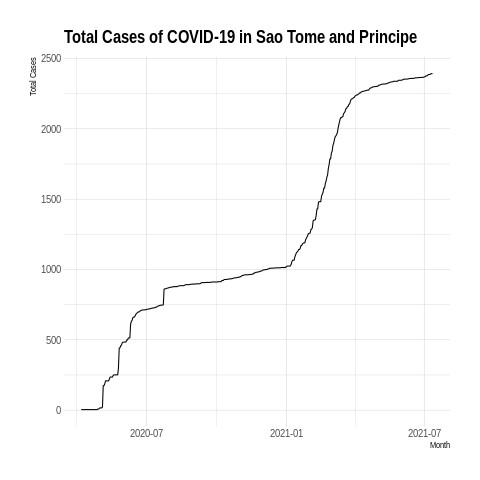 Total Cases of COVID-19 in Sao Tome and Principe
Total Cases
2500
2000
1500
1000
500
0
2020-07 2021-01 2021-07
Month